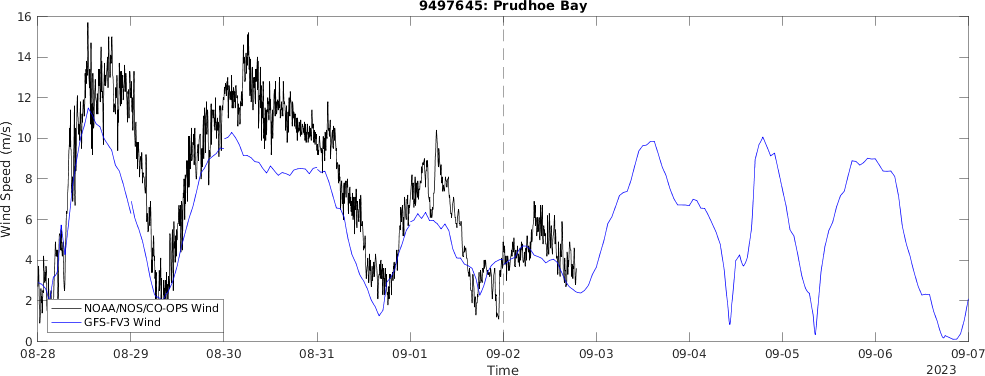 9497645: Prudhoe Bay
16
14
12
10
8
6
4
2
0
Wind Speed (m/s)
NOAA/NOS/CO-OPS Wind
GFS-FV3 Wind
08-28 08-29 08-30 08-31 09-01 09-02 09-03 09-04 09-05 09-06 09-07
Time
2023